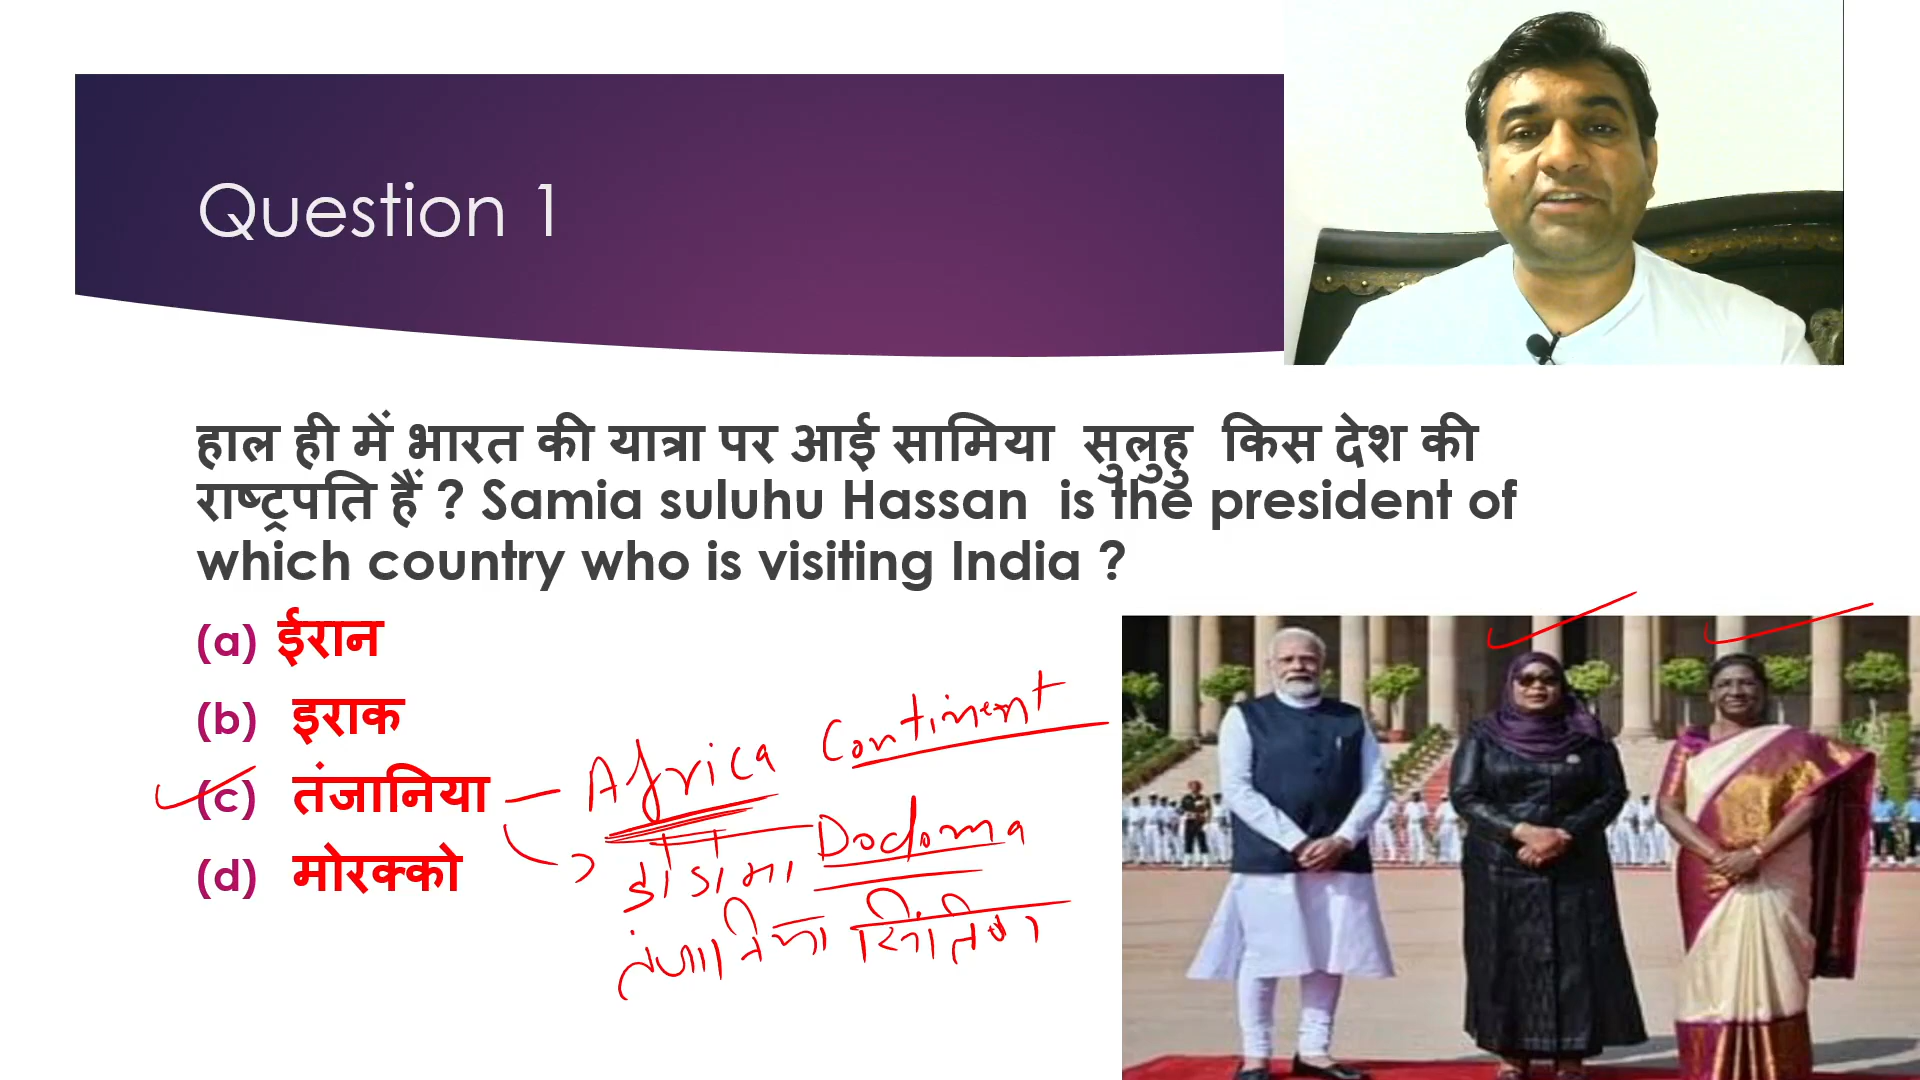 Question 1
हाल ही में भारत की यात्रा पर आई सामिया सुलुहु किस देश की
राष्ट्रपति हैं ? Samia suluhu Hassan is the president of
which country who is visiting India ?
(a) ईरान
(b) इराक
(c) तंजानिया
(d) मोरक्को
Africa Continent
डोडोमा Dodoma